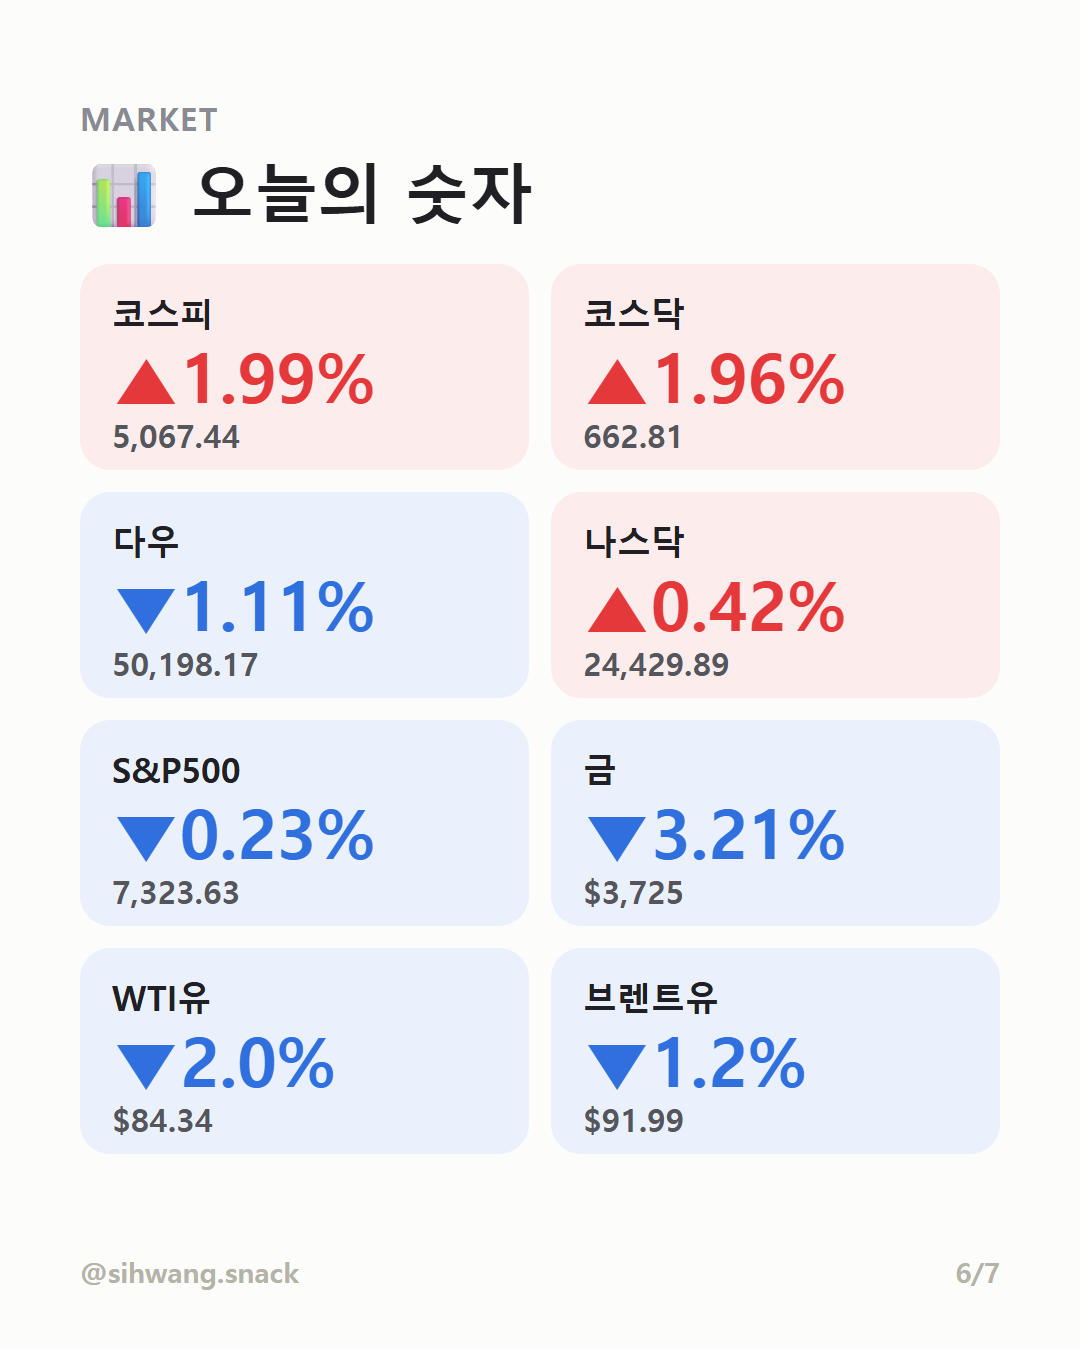 MARKET
오늘의 숫자
코스피
▲1.99%
5,067.44
코스닥
▲1.96%
662.81
다우
▼1.11%
50,198.17
나스닥
▲0.42%
24,429.89
S&P500
▼0.23%
7,323.63
금
▼3.21%
$3,725
WTI유
▼2.0%
$84.34
브렌트유
▼1.2%
$91.99
@sihwang.snack
6/7